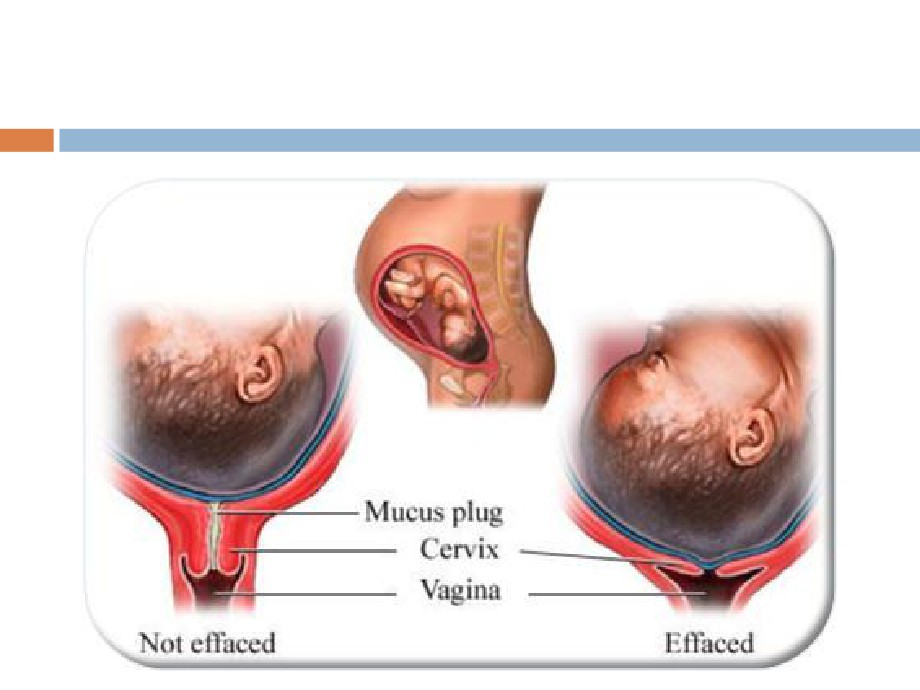 Mucus plug
Cervix
Vagina
Not effaced
Effaced